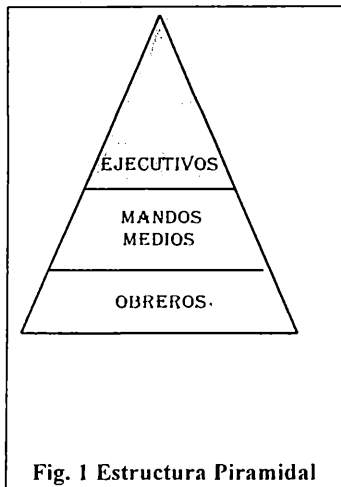 EJECUTIVOS
MANDOS
MEDIOS
OBREROS.
Fig. 1 Estructura Piramidal